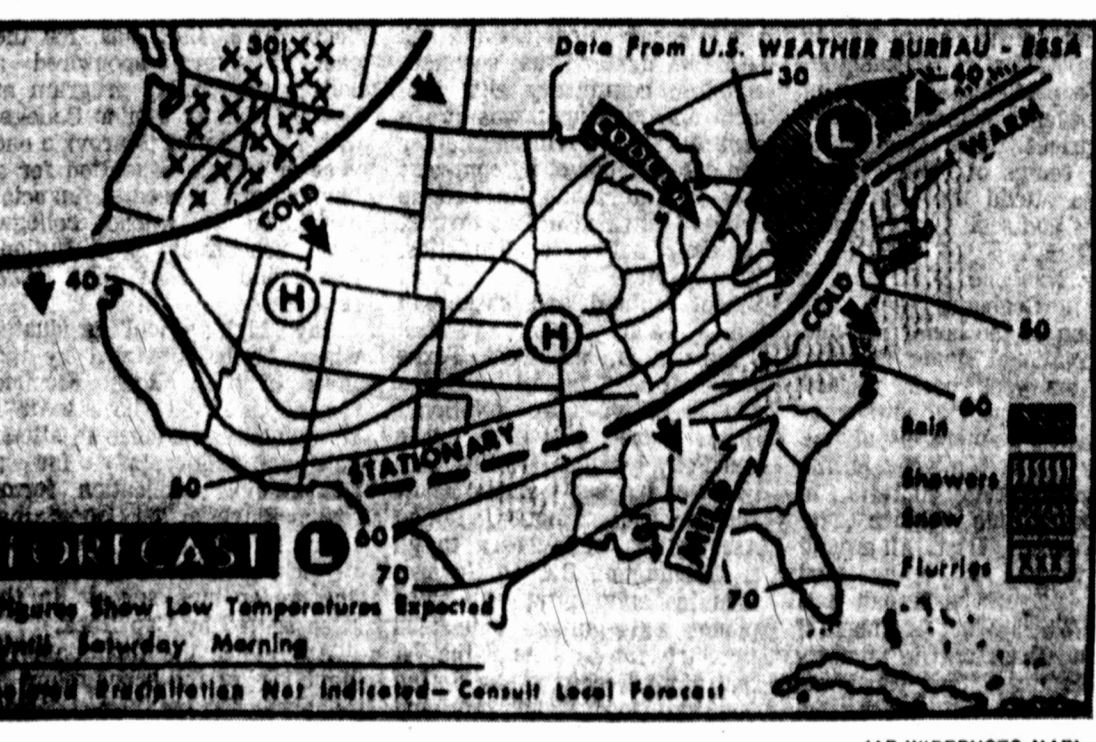 Data From U.S. WEATHER BUREAU - ESSA
30
30
40
COOLER
L
WARM
COLD
40
H
H
COLD
50
60
STATIONARY
50
60
70
MILD
70
Rain
Showers
Snow
Flurries
XXX
FORECAST
L
Figures Show Low Temperatures Expected
Until Saturday Morning
Precipitation Not Indicated— Consult Local Forecast